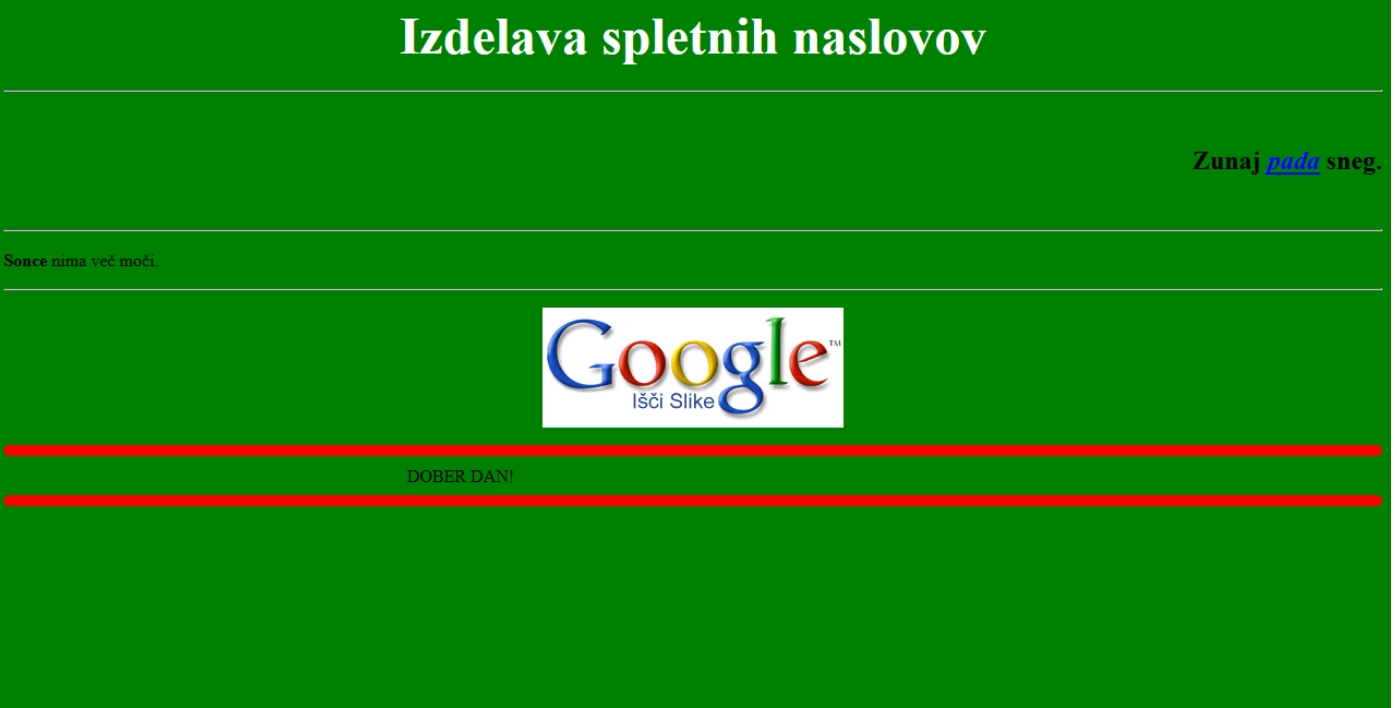 Izdelava spletnih naslovov
Zunaj pada sneg.
Sonce nima več moči.
Google™
Išči Slike
DOBER DAN!